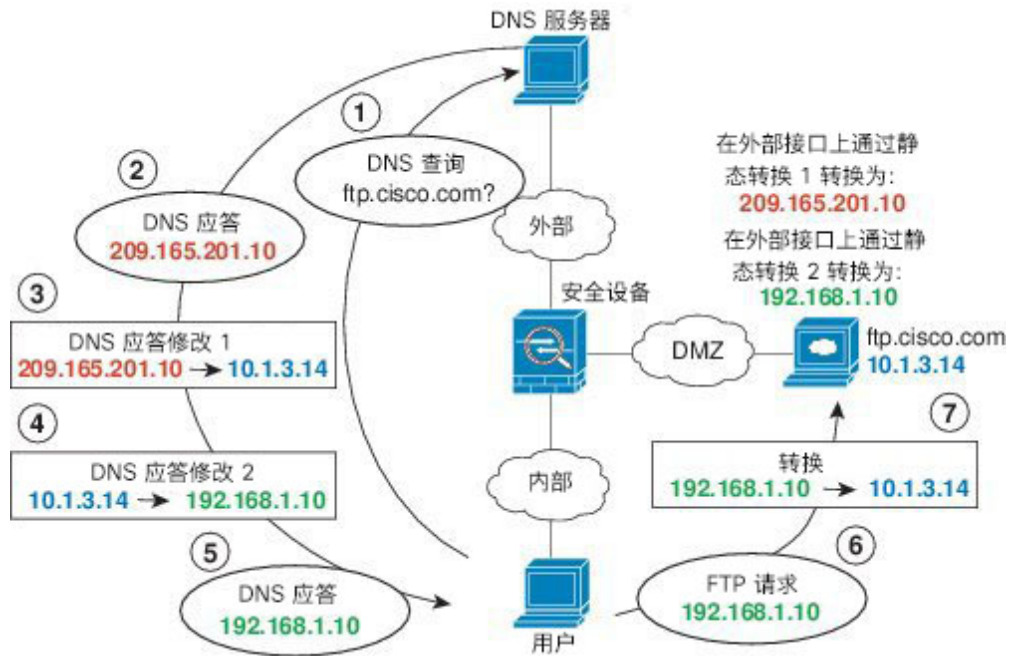 DNS 服务器
①
DNS 查询
ftp.cisco.com?
②
DNS 应答
209.165.201.10
外部
在外部接口上通过静
态转换 1 转换为:
209.165.201.10
在外部接口上通过静
态转换 2 转换为:
192.168.1.10
③
DNS 应答修改 1
209.165.201.10 → 10.1.3.14
安全设备
DMZ
ftp.cisco.com
10.1.3.14
④
DNS 应答修改 2
10.1.3.14 → 192.168.1.10
内部
⑦
转换
192.168.1.10 → 10.1.3.14
⑤
DNS 应答
192.168.1.10
用户
⑥
FTP 请求
192.168.1.10